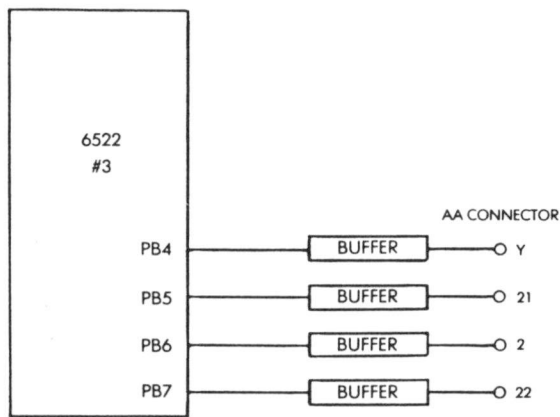 6522
#3
AA CONNECTOR
PB4 BUFFER Y
PB5 BUFFER 21
PB6 BUFFER 2
PB7 BUFFER 22